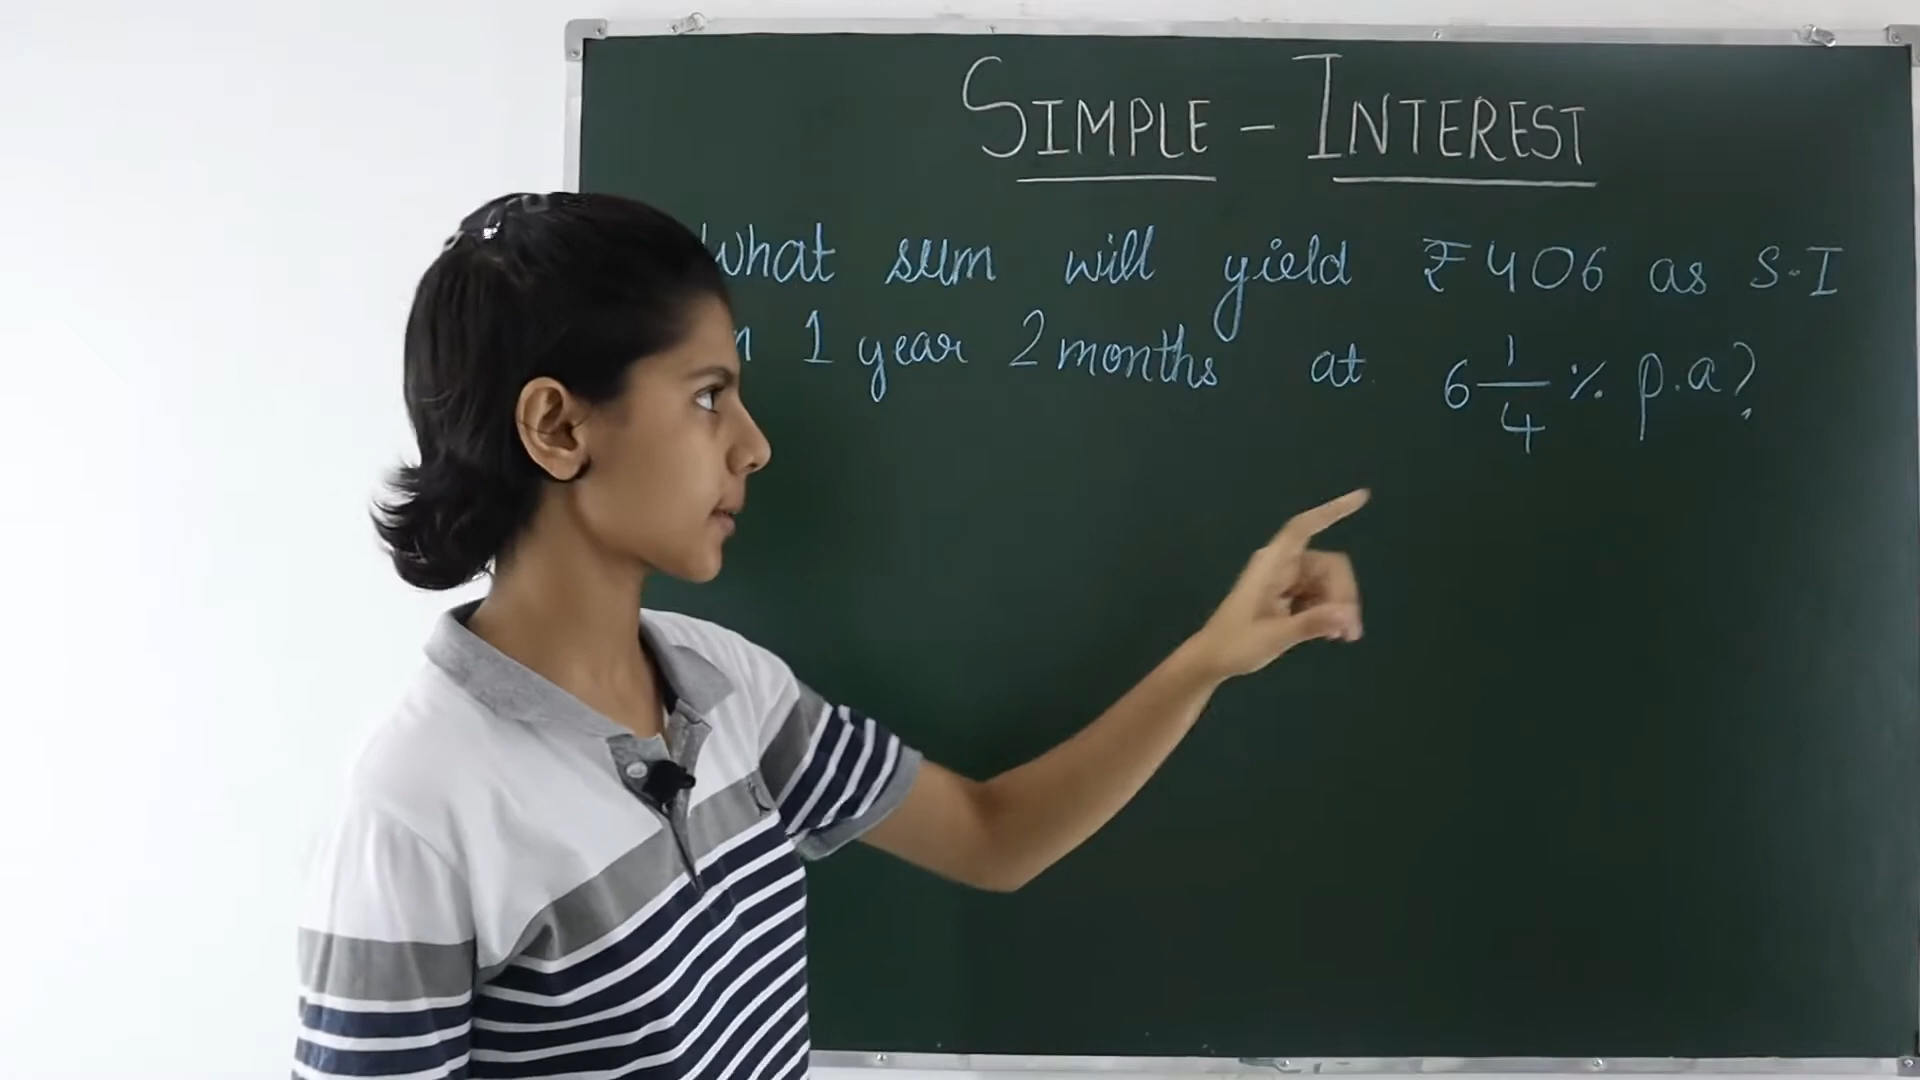 SIMPLE - INTEREST
What sum will yield ₹406 as S.I
1 year 2 months at 6 1/4 % p.a?